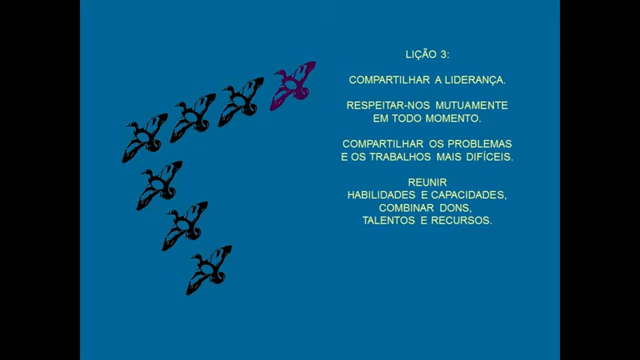 LIÇÃO 3:
COMPARTILHAR A LIDERANÇA.
RESPEITAR-NOS MUTUAMENTE
EM TODO MOMENTO.
COMPARTILHAR OS PROBLEMAS
E OS TRABALHOS MAIS DIFÍCEIS.
REUNIR
HABILIDADES E CAPACIDADES,
COMBINAR DONS,
TALENTOS E RECURSOS.